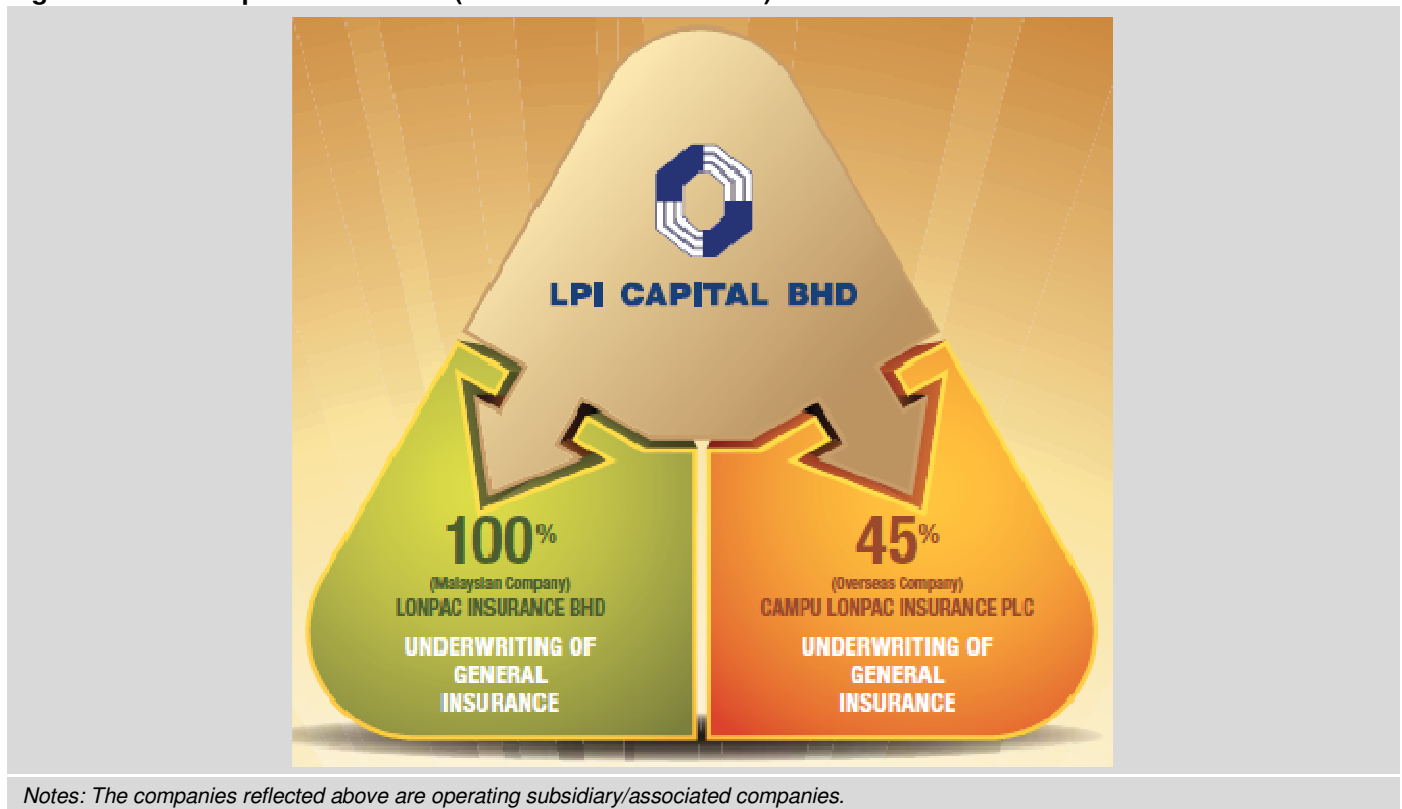 LPI CAPITAL BHD
100%
(Malaysian Company)
LONPAC INSURANCE BHD
UNDERWRITING OF
GENERAL
INSURANCE
45%
(Overseas Company)
CAMPU LONPAC INSURANCE PLC
UNDERWRITING OF
GENERAL
INSURANCE
Notes: The companies reflected above are operating subsidiary/associated companies.